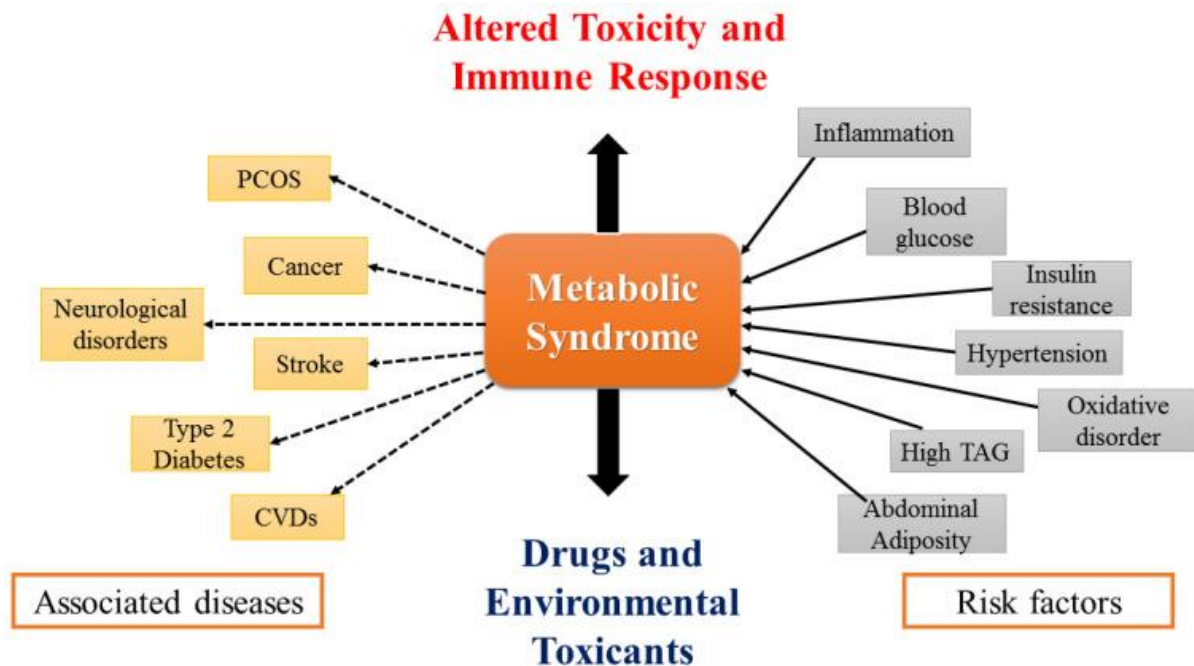 Altered Toxicity and
Immune Response
Inflammation
PCOS
Blood
glucose
Cancer
Metabolic
Syndrome
Insulin
resistance
Neurological
disorders
Hypertension
Stroke
Oxidative
disorder
Type 2
Diabetes
High TAG
CVDs
Abdominal
Adiposity
Drugs and
Environmental
Toxicants
Associated diseases
Risk factors